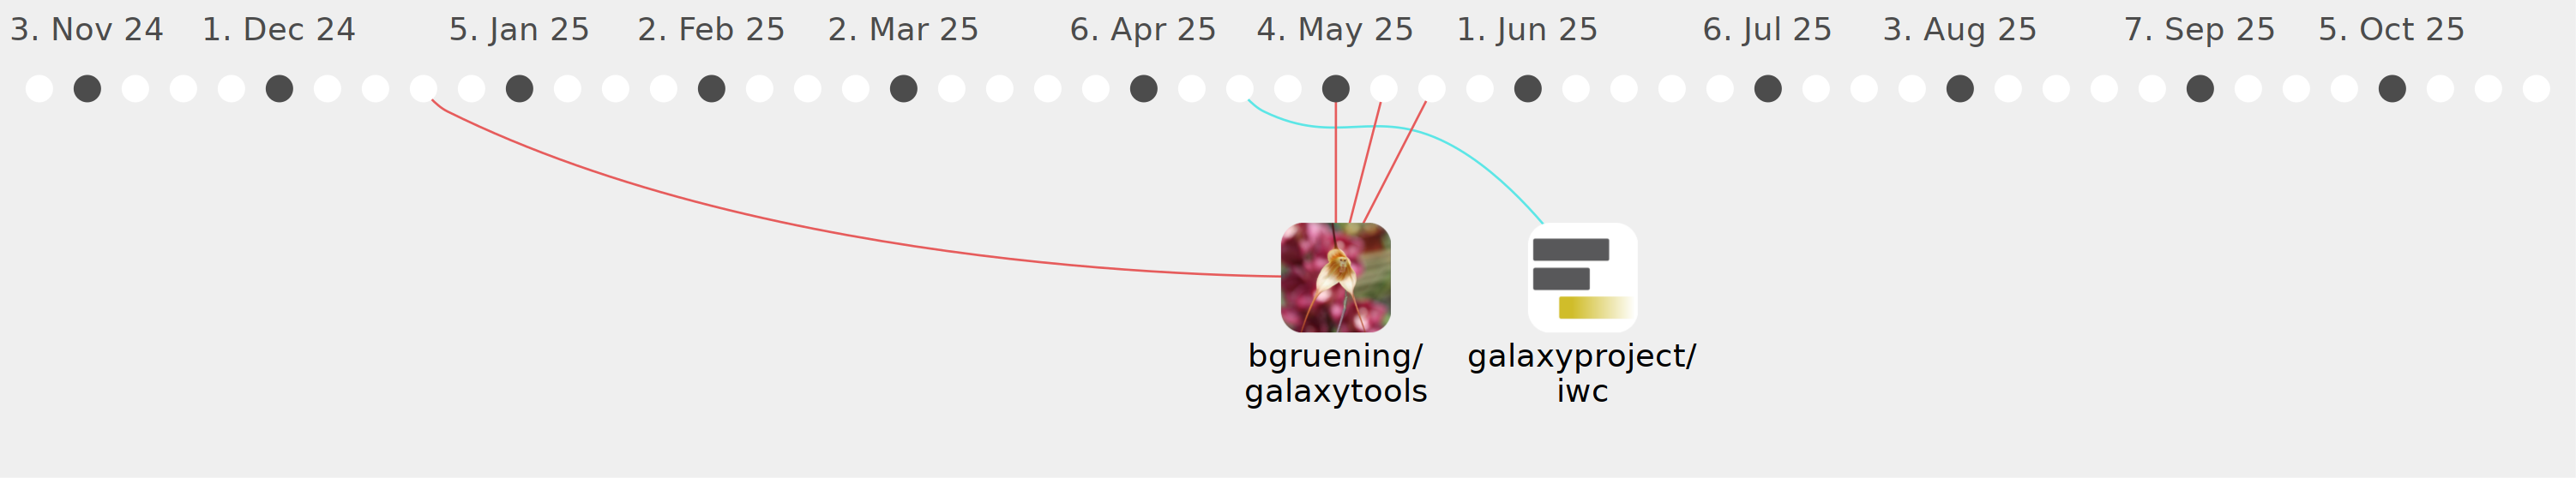 3. Nov 24 1. Dec 24 5. Jan 25 2. Feb 25 2. Mar 25 6. Apr 25 4. May 25 1. Jun 25 6. Jul 25 3. Aug 25 7. Sep 25 5. Oct 25
bgruening/
galaxytools
galaxyproject/
iwc